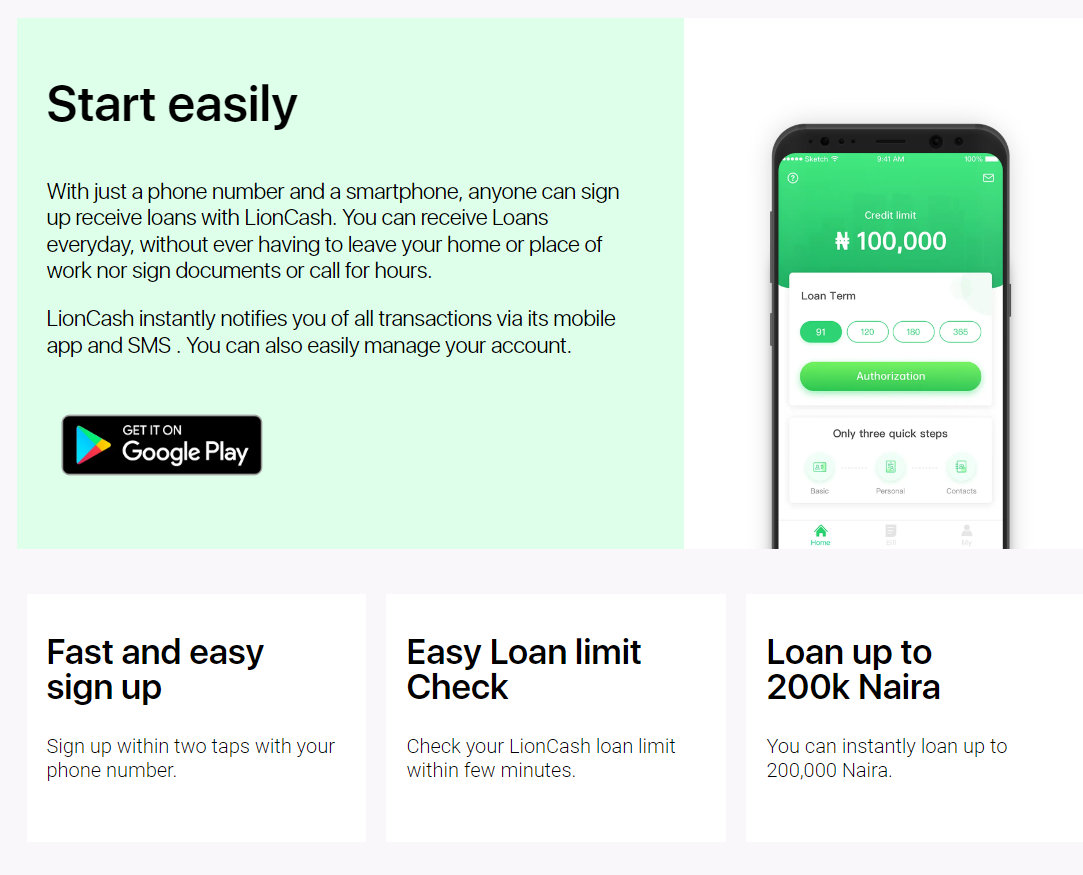 Start easily
With just a phone number and a smartphone, anyone can sign
up receive loans with LionCash. You can receive Loans
everyday, without ever having to leave your home or place of
work nor sign documents or call for hours.
LionCash instantly notifies you of all transactions via its mobile
app and SMS . You can also easily manage your account.
GET IT ON
Google Play
Sketch 9:41 AM 100%
Credit limit
₦ 100,000
Loan Term
91 120 180 365
Authorization
Only three quick steps
Basic Personal Contacts
Home My
Fast and easy
sign up
Sign up within two taps with your
phone number.
Easy Loan limit
Check
Check your LionCash loan limit
within few minutes.
Loan up to
200k Naira
You can instantly loan up to
200,000 Naira.